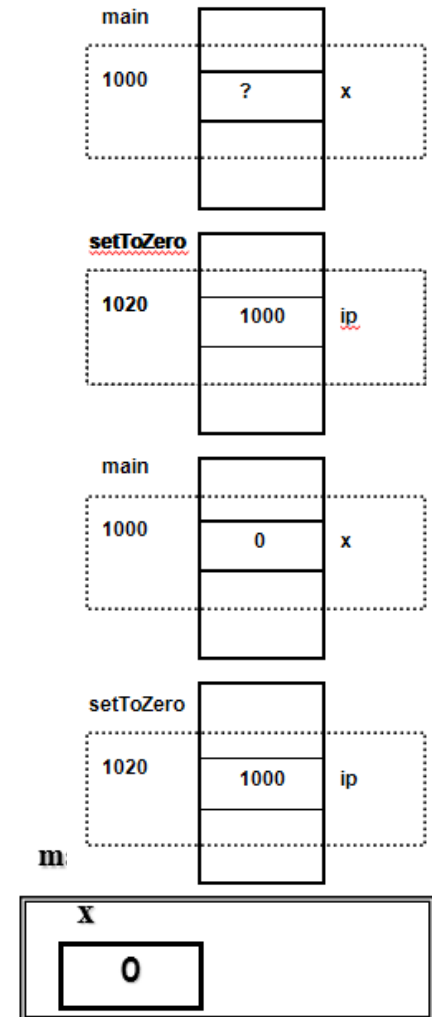 main
1000 ? x
setToZero
1020 1000 ip
main
1000 0 x
setToZero
1020 1000 ip
m
x
0